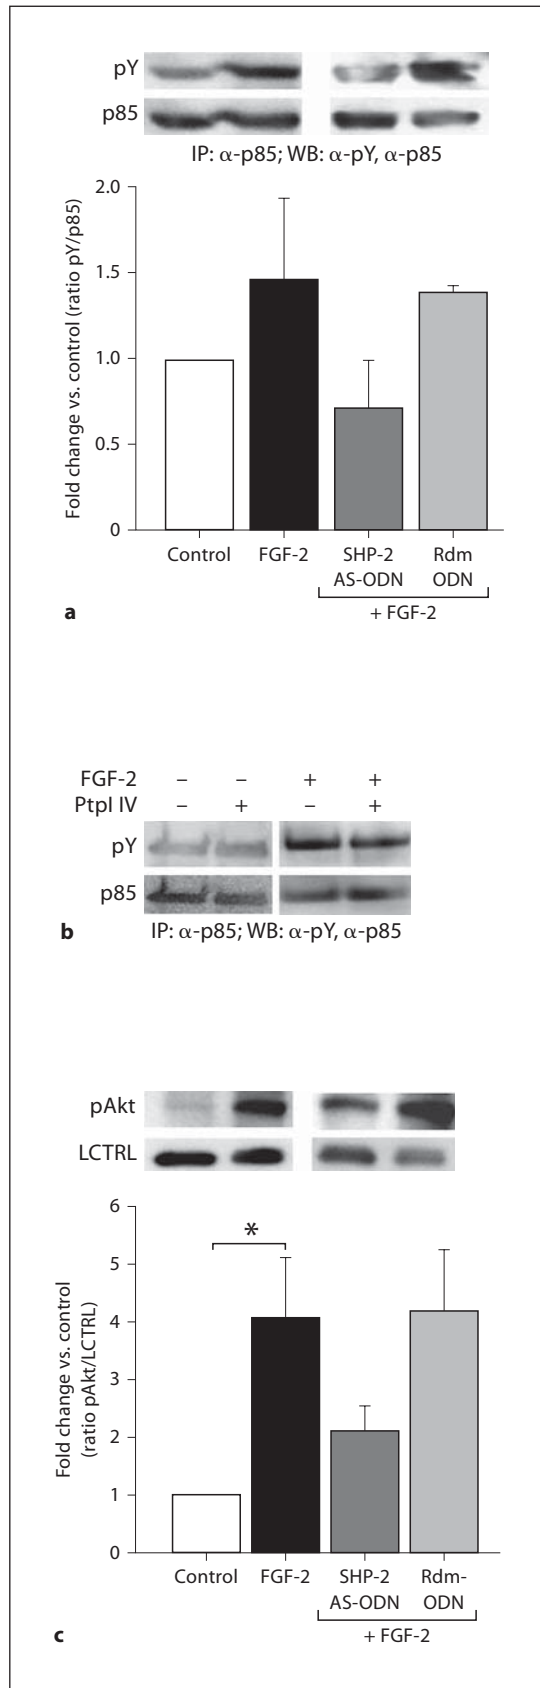 pY
p85
IP: α-p85; WB: α-pY, α-p85
Fold change vs. control (ratio pY/p85)
2.0
1.5
1.0
0.5
0
Control FGF-2 SHP-2 Rdm
AS-ODN ODN
+ FGF-2
a
FGF-2 – – + +
PtpI IV – + – +
pY
p85
b IP: α-p85; WB: α-pY, α-p85
pAkt
LCTRL
Fold change vs. control
(ratio pAkt/LCTRL)
6
5
4
3
2
1
0
*
Control FGF-2 SHP-2 Rdm-
AS-ODN ODN
+ FGF-2
c